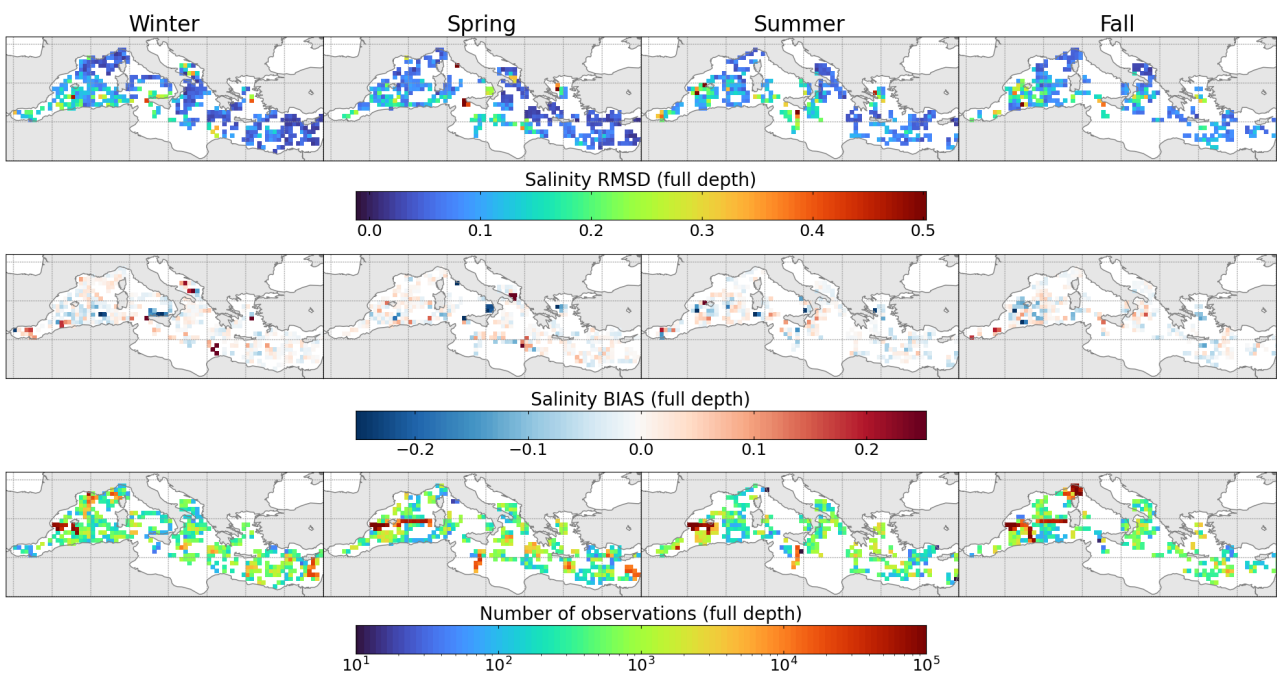 Winter Spring Summer Fall
Salinity RMSD (full depth)
0.0 0.1 0.2 0.3 0.4 0.5
Salinity BIAS (full depth)
−0.2 −0.1 0.0 0.1 0.2
Number of observations (full depth)
10¹ 10² 10³ 10⁴ 10⁵